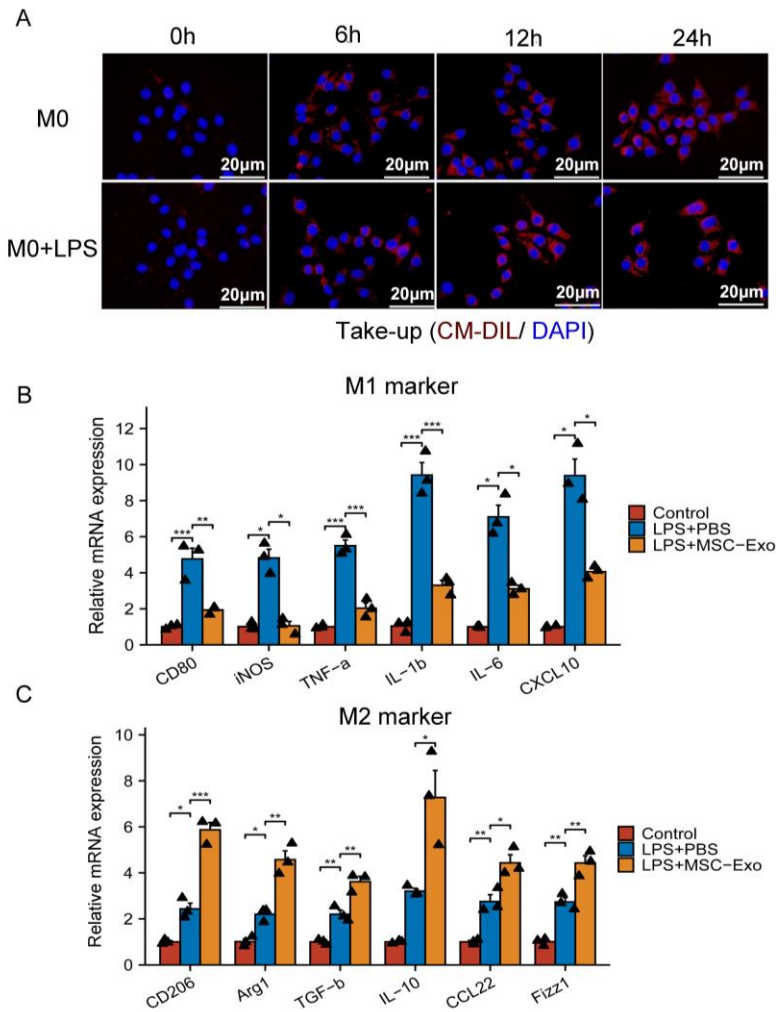 A
0h 6h 12h 24h
M0
20μm 20μm 20μm 20μm
M0+LPS
20μm 20μm 20μm 20μm
Take-up (CM-DIL/ DAPI)
B
M1 marker
Relative mRNA expression
12
10
8
6
4
2
0
*** ** * * *** *** *** *** * * * *
Control
LPS+PBS
LPS+MSC-Exo
CD80 iNOS TNF-a IL-1b IL-6 CXCL10
C
M2 marker
Relative mRNA expression
10
8
6
4
2
0
* *** * ** ** ** * ** * ** **
Control
LPS+PBS
LPS+MSC-Exo
CD206 Arg1 TGF-b IL-10 CCL22 Fizz1